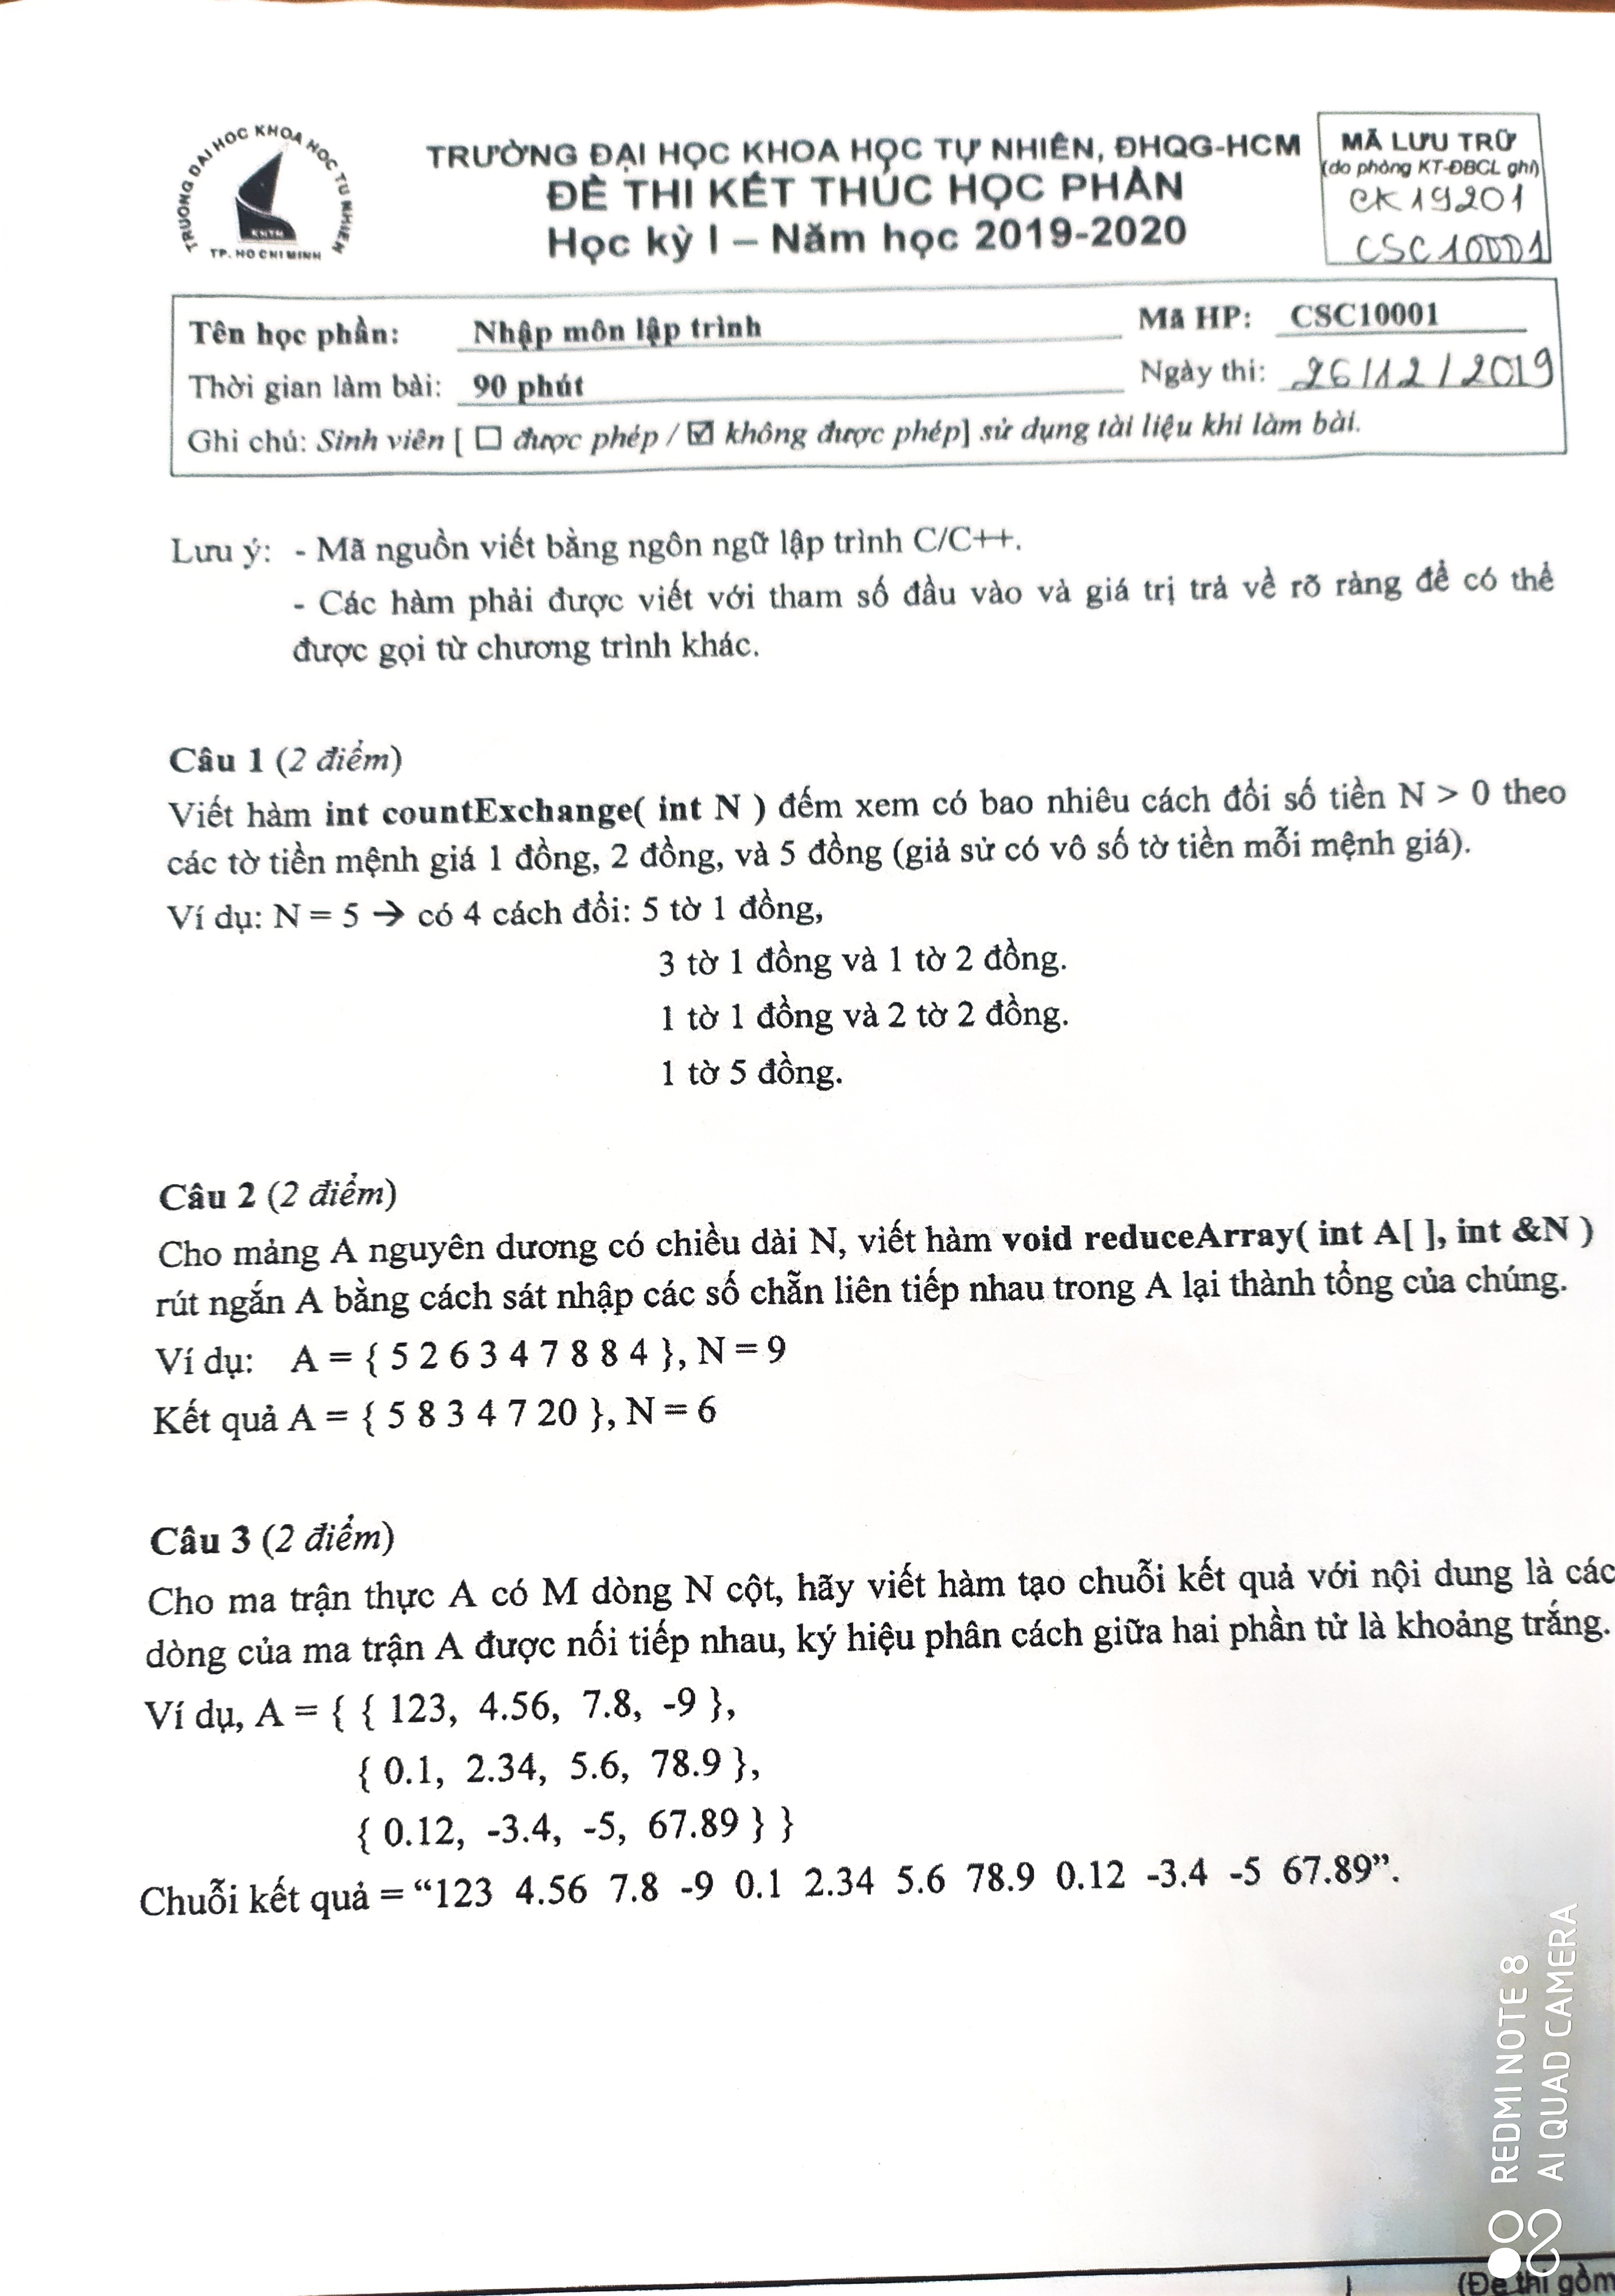 TRƯỜNG ĐẠI HỌC KHOA HỌC TỰ NHIÊN
KHTN
TP. HO CHI MINH
TRƯỜNG ĐẠI HỌC KHOA HỌC TỰ NHIÊN, ĐHQG-HCM
ĐỀ THI KẾT THÚC HỌC PHẦN
Học kỳ I – Năm học 2019-2020
MÃ LƯU TRỮ
(do phòng KT-ĐBCL ghi)
CK19201
CSC10001
Tên học phần: Nhập môn lập trình Mã HP: CSC10001
Thời gian làm bài: 90 phút Ngày thi: 26/12/2019
Ghi chú: Sinh viên [ ☐ được phép / ☑ không được phép] sử dụng tài liệu khi làm bài.
Lưu ý: - Mã nguồn viết bằng ngôn ngữ lập trình C/C++.
- Các hàm phải được viết với tham số đầu vào và giá trị trả về rõ ràng để có thể
được gọi từ chương trình khác.
Câu 1 (2 điểm)
Viết hàm int countExchange( int N ) đếm xem có bao nhiêu cách đổi số tiền N > 0 theo
các tờ tiền mệnh giá 1 đồng, 2 đồng, và 5 đồng (giả sử có vô số tờ tiền mỗi mệnh giá).
Ví dụ: N = 5 → có 4 cách đổi: 5 tờ 1 đồng,
3 tờ 1 đồng và 1 tờ 2 đồng.
1 tờ 1 đồng và 2 tờ 2 đồng.
1 tờ 5 đồng.
Câu 2 (2 điểm)
Cho mảng A nguyên dương có chiều dài N, viết hàm void reduceArray( int A[ ], int &N )
rút ngắn A bằng cách sát nhập các số chẵn liên tiếp nhau trong A lại thành tổng của chúng.
Ví dụ: A = { 5 2 6 3 4 7 8 8 4 }, N = 9
Kết quả A = { 5 8 3 4 7 20 }, N = 6
Câu 3 (2 điểm)
Cho ma trận thực A có M dòng N cột, hãy viết hàm tạo chuỗi kết quả với nội dung là các
dòng của ma trận A được nối tiếp nhau, ký hiệu phân cách giữa hai phần tử là khoảng trắng.
Ví dụ, A = { { 123, 4.56, 7.8, -9 },
{ 0.1, 2.34, 5.6, 78.9 },
{ 0.12, -3.4, -5, 67.89 } }
Chuỗi kết quả = “123 4.56 7.8 -9 0.1 2.34 5.6 78.9 0.12 -3.4 -5 67.89”.
REDMI NOTE 8
AI QUAD CAMERA
(Đề thi gồm